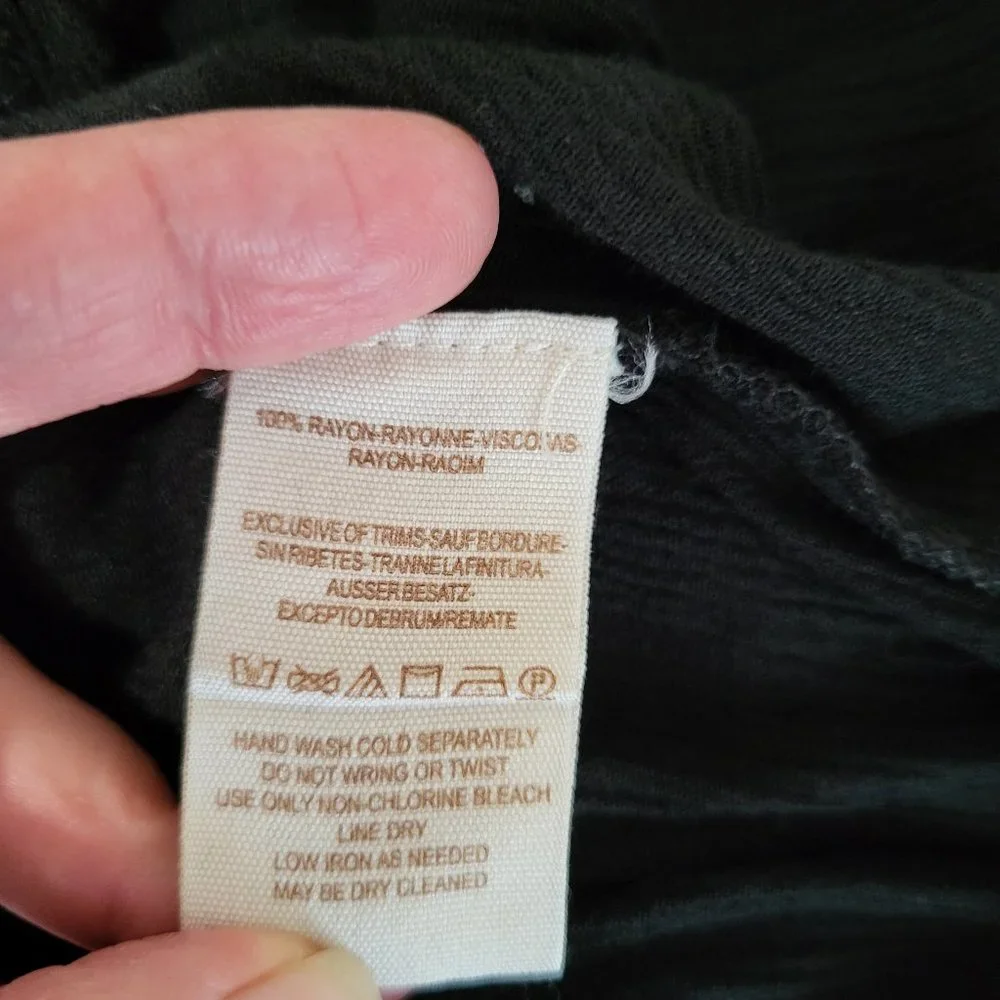 100% RAYON-RAYONNE-VISCO
RAYON-RAOIM
EXCLUSIVE OF TRIMS-SAUF BORDURE-
SIN RIBETES-TRANNE LA FINITURA-
AUSSER BESATZ-
EXCEPTO DEBRUM/REMATE
P
HAND WASH COLD SEPARATELY
DO NOT WRING OR TWIST
USE ONLY NON-CHLORINE BLEACH
LINE DRY
LOW IRON AS NEEDED
MAY BE DRY CLEANED